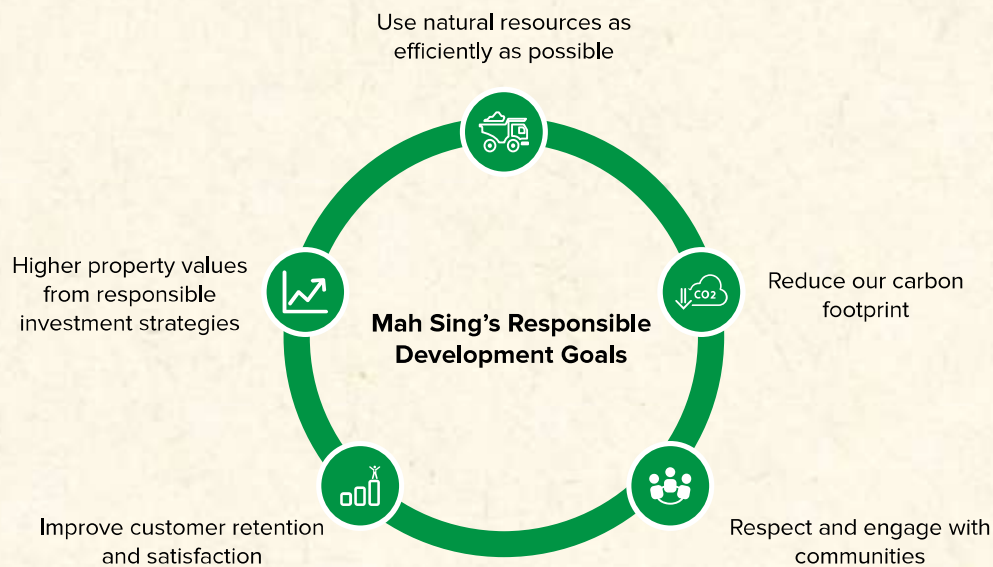 Use natural resources as
efficiently as possible
Higher property values
from responsible
investment strategies
CO2
Reduce our carbon
footprint
Mah Sing’s Responsible
Development Goals
Improve customer retention
and satisfaction
Respect and engage with
communities